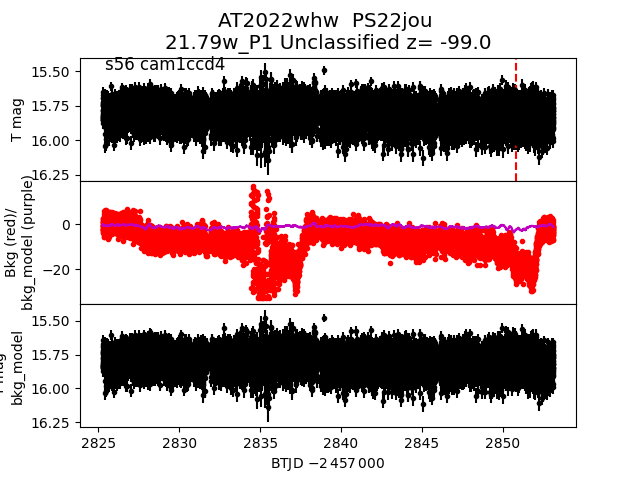 AT2022whw  PS22jou
21.79w_P1 Unclassified z= -99.0
s56 cam1ccd4
15.50
15.75
16.00
16.25
T mag
0
−20
Bkg (red)/
bkg_model (purple)
15.50
15.75
16.00
16.25
mag
bkg_model
2825
2830
2835
2840
2845
2850
BTJD −2 457 000